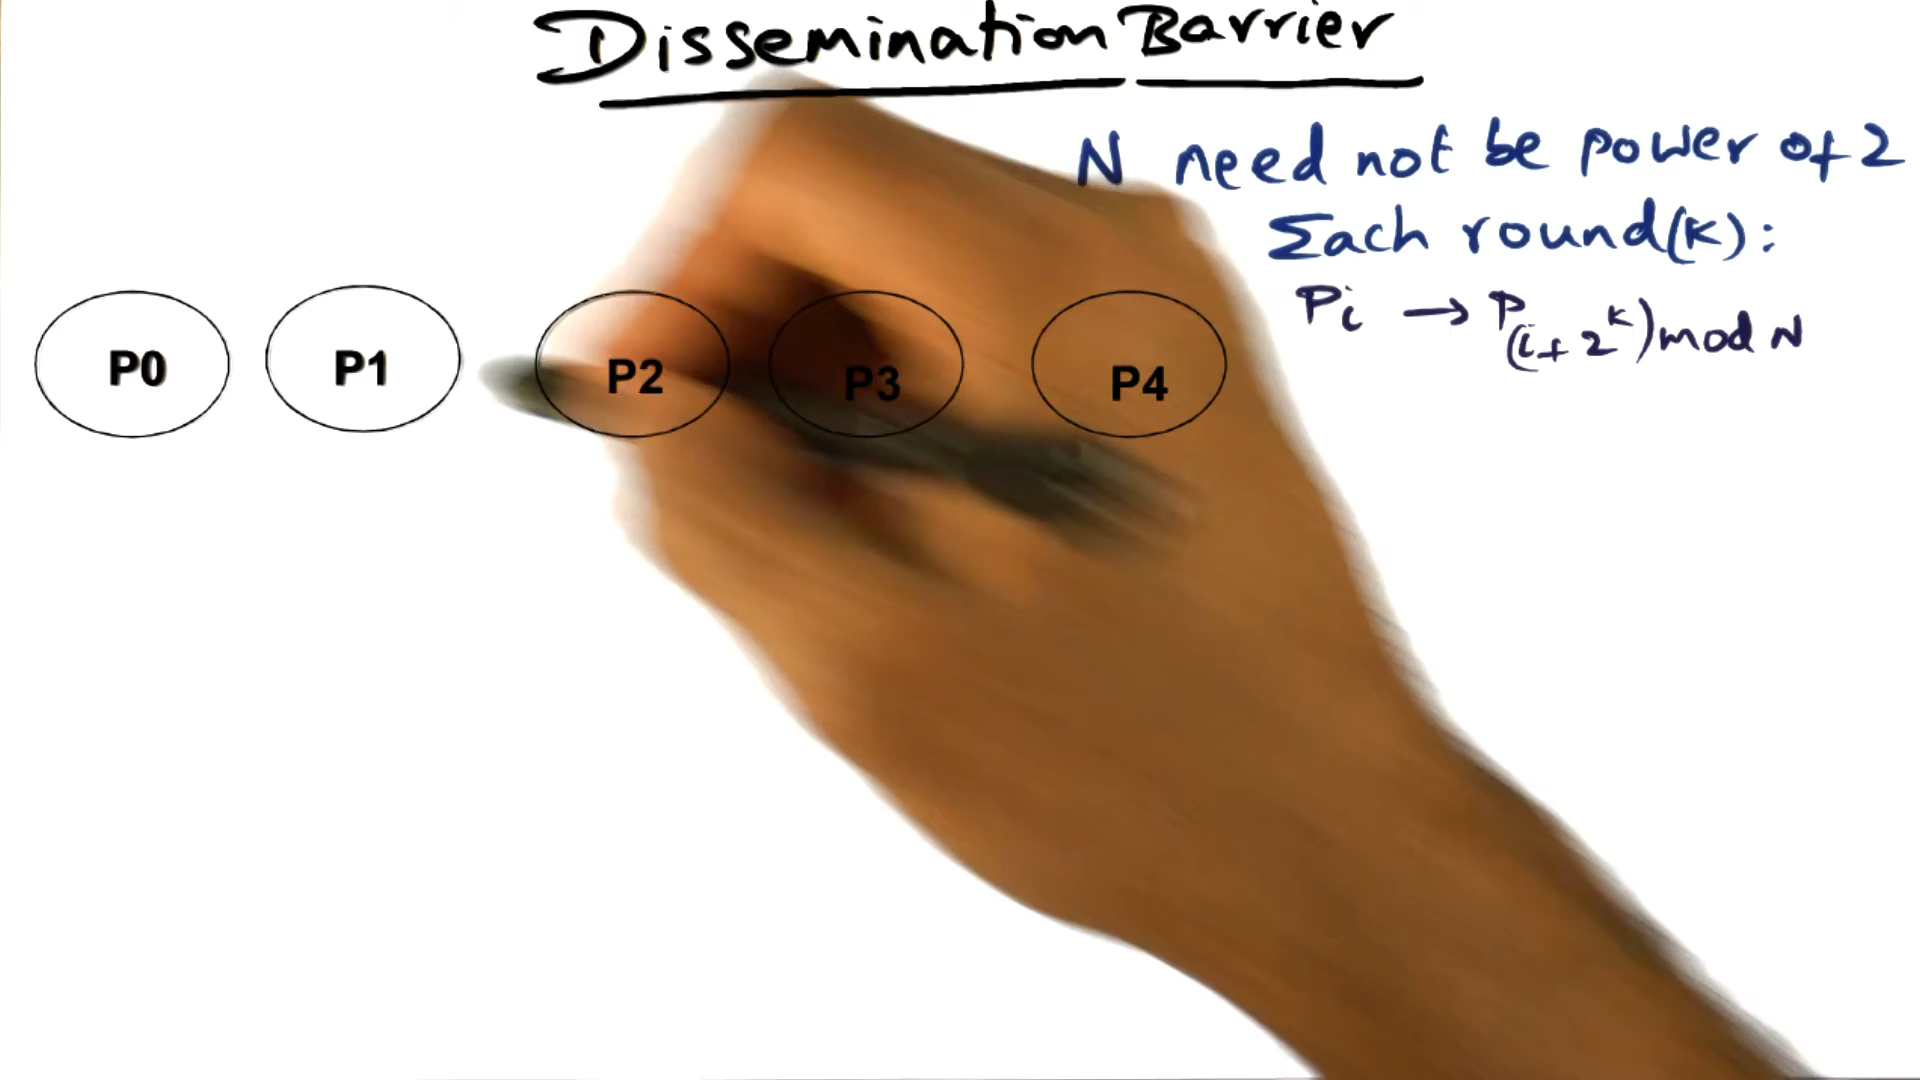 Dissemination Barrier
N need not be power of 2
Each round(k):
Pi → P(i+2^k) mod N
P0 P1 P2 P3 P4